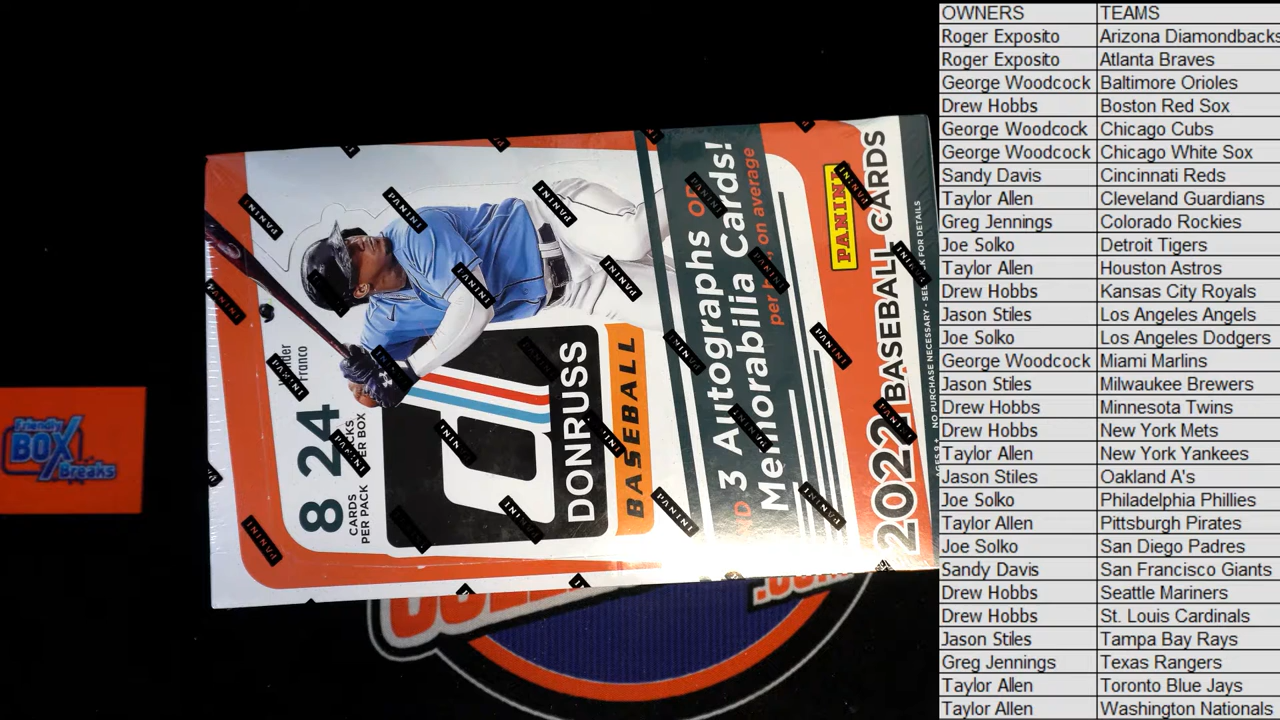 OWNERS TEAMS
Roger Exposito Arizona Diamondbacks
Roger Exposito Atlanta Braves
George Woodcock Baltimore Orioles
Drew Hobbs Boston Red Sox
George Woodcock Chicago Cubs
George Woodcock Chicago White Sox
Sandy Davis Cincinnati Reds
Taylor Allen Cleveland Guardians
Greg Jennings Colorado Rockies
Joe Solko Detroit Tigers
Taylor Allen Houston Astros
Drew Hobbs Kansas City Royals
Jason Stiles Los Angeles Angels
Joe Solko Los Angeles Dodgers
George Woodcock Miami Marlins
Jason Stiles Milwaukee Brewers
Drew Hobbs Minnesota Twins
Drew Hobbs New York Mets
Taylor Allen New York Yankees
Jason Stiles Oakland A's
Joe Solko Philadelphia Phillies
Taylor Allen Pittsburgh Pirates
Joe Solko San Diego Padres
Sandy Davis San Francisco Giants
Drew Hobbs Seattle Mariners
Drew Hobbs St. Louis Cardinals
Jason Stiles Tampa Bay Rays
Greg Jennings Texas Rangers
Taylor Allen Toronto Blue Jays
Taylor Allen Washington Nationals
Friendly
BOX
Breaks
8 24
CARDS
PER PACK
PER BOX
Franco
DONRUSS
BASEBALL
3 Autographs OR
Memorabilia Cards!
per on average
PANINI
2022 BASEBALL CARDS
NO PURCHASE NECESSARY - FOR DETAILS